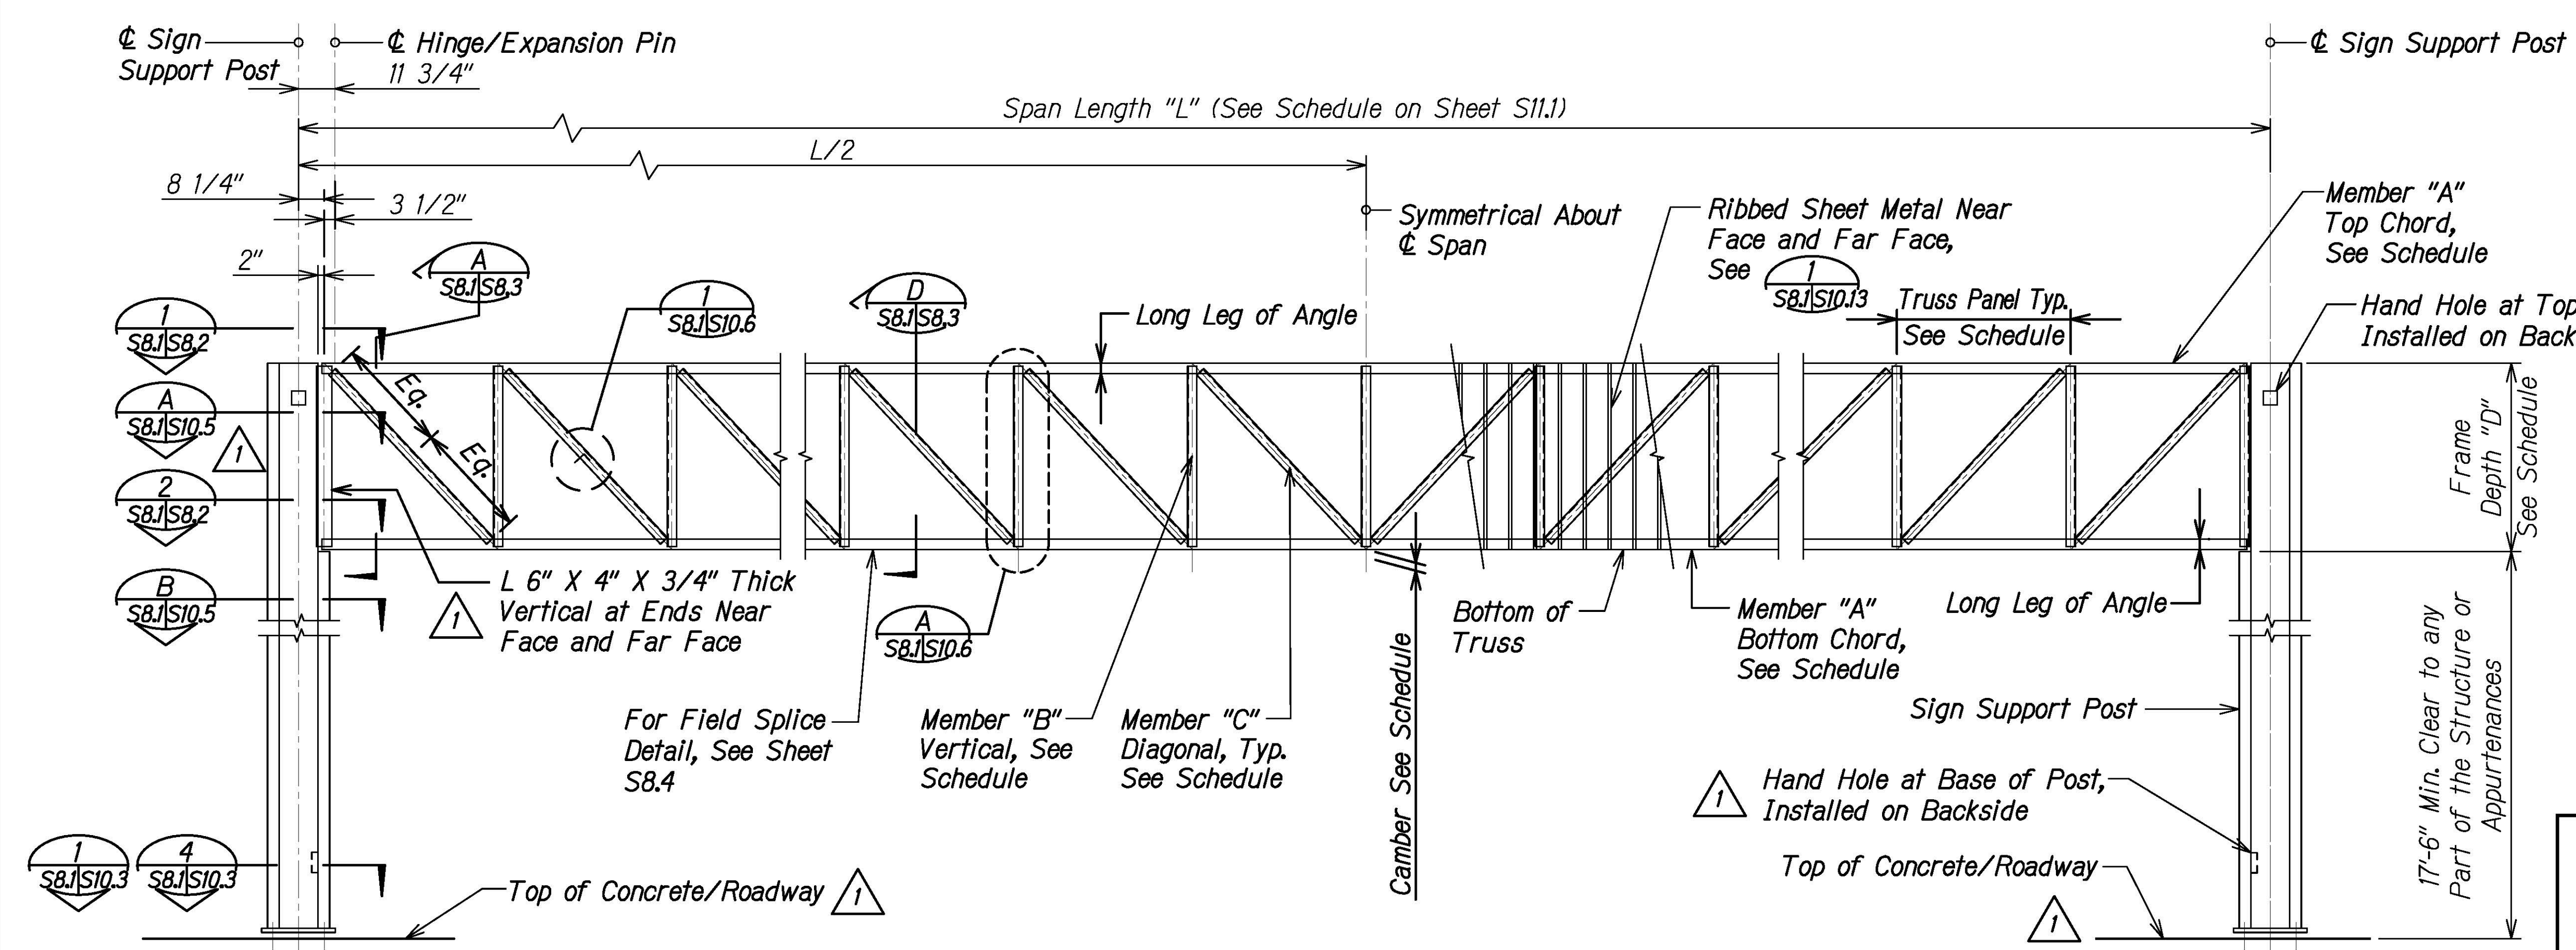 ℄ Sign
Support Post
℄ Hinge/Expansion Pin
11 3/4"
℄ Sign Support Post
Span Length "L" (See Schedule on Sheet S11.1)
L/2
8 1/4"
3 1/2"
2"
Symmetrical About
℄ Span
Ribbed Sheet Metal Near
Face and Far Face,
See
1
S8.1 S10.13
Member "A"
Top Chord,
See Schedule
Truss Panel Typ.
See Schedule
Hand Hole at Top
Installed on Back
A
S8.1 S8.3
1
S8.1 S10.6
D
S8.1 S8.3
Long Leg of Angle
1
S8.1 S8.2
A
S8.1 S10.5
1
2
S8.1 S8.2
B
S8.1 S10.5
Eq.
Eq.
Frame
Depth "D"
See Schedule
L 6" X 4" X 3/4" Thick
Vertical at Ends Near
Face and Far Face
1
A
S8.1 S10.6
Bottom of
Truss
Member "A"
Bottom Chord,
See Schedule
Long Leg of Angle
For Field Splice
Detail, See Sheet
S8.4
Member "B"
Vertical, See
Schedule
Member "C"
Diagonal, Typ.
See Schedule
Camber See Schedule
Sign Support Post
17'-6" Min. Clear to any
Part of the Structure or
Appurtenances
1
Hand Hole at Base of Post,
Installed on Backside
1
S8.1 S10.3
4
S8.1 S10.3
Top of Concrete/Roadway
1
Top of Concrete/Roadway
1